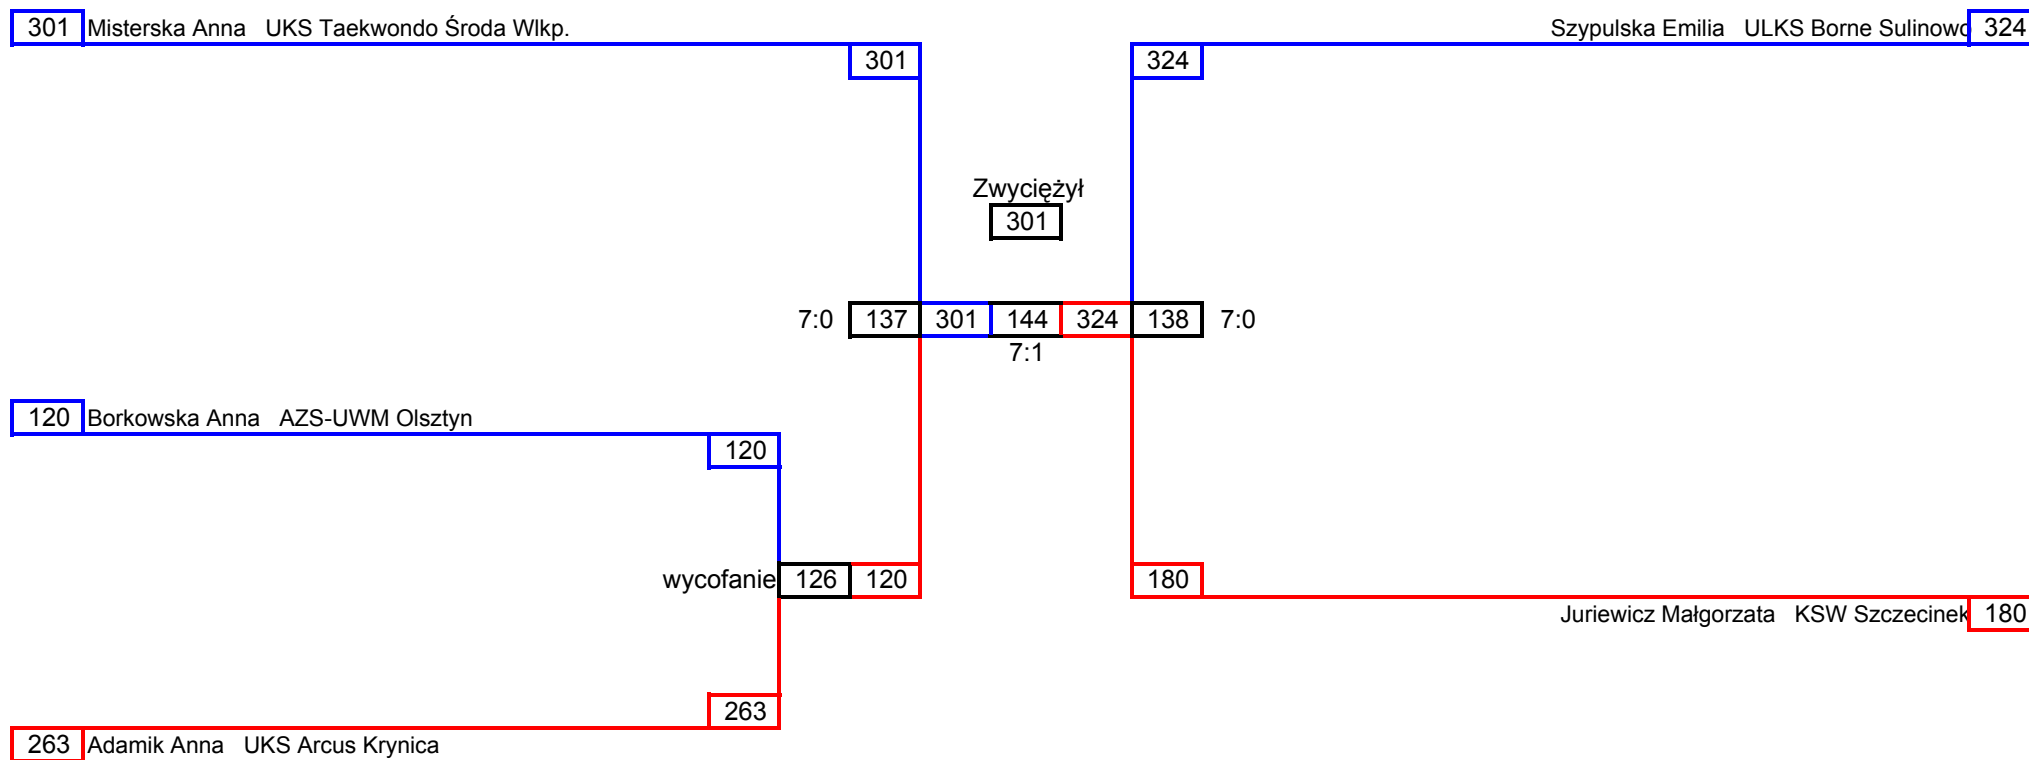 301 Misterska Anna UKS Taekwondo Środa Wlkp.
Szypulska Emilia ULKS Borne Sulinowo 324
301
324
Zwyciężył
301
7:0 137 301 144 324 138 7:0
7:1
120 Borkowska Anna AZS-UWM Olsztyn
120
wycofanie 126 120
180
Juriewicz Małgorzata KSW Szczecinek 180
263
263 Adamik Anna UKS Arcus Krynica